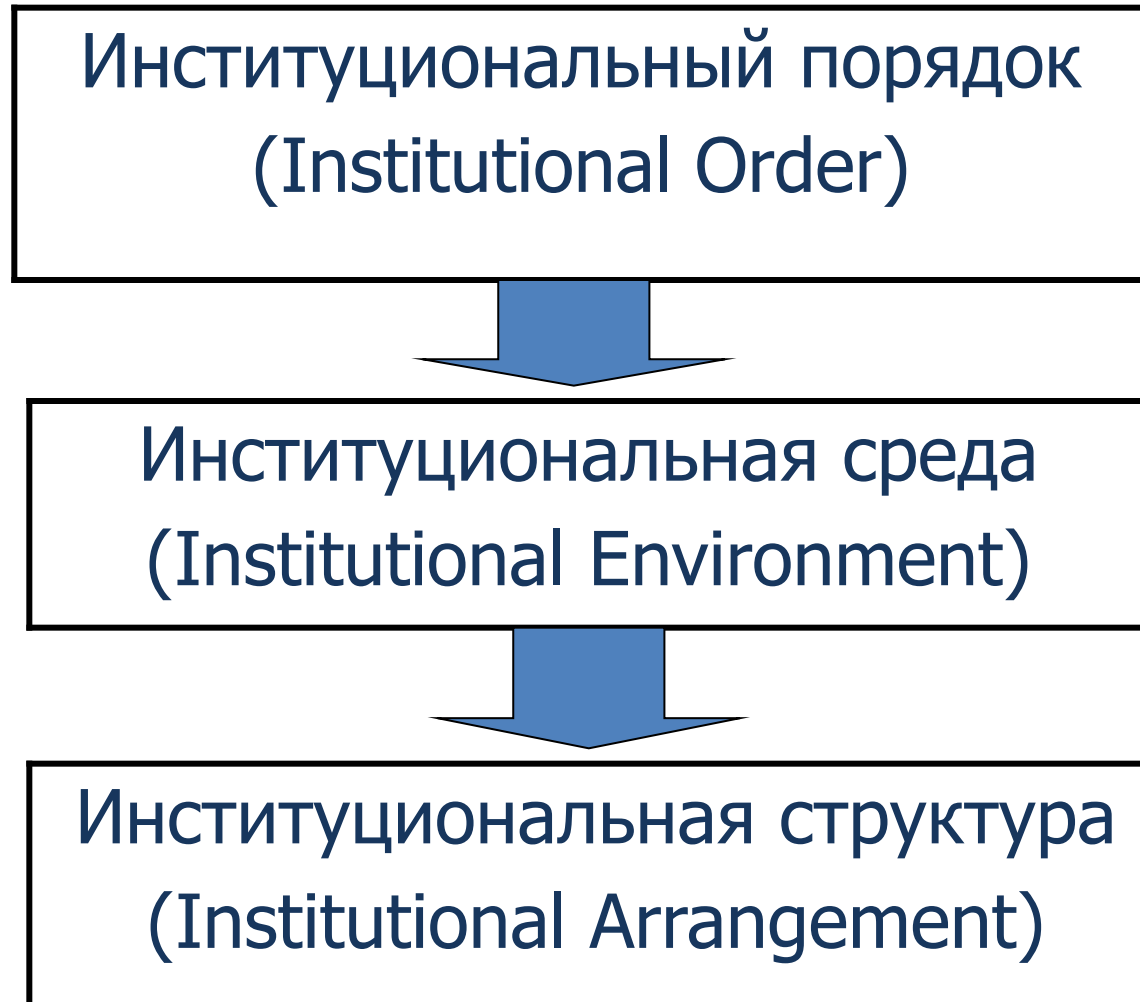 Институциональный порядок
(Institutional Order)
Институциональная среда
(Institutional Environment)
Институциональная структура
(Institutional Arrangement)